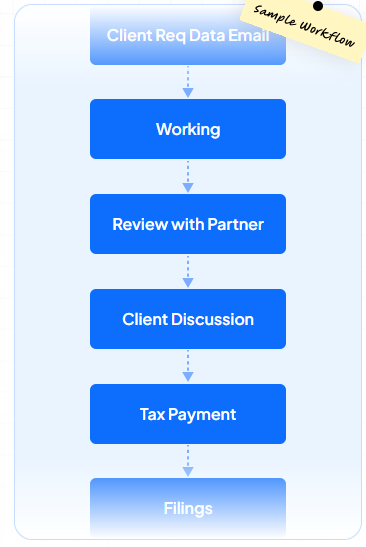 Sample Workflow
Client Req Data Email
Working
Review with Partner
Client Discussion
Tax Payment
Filings